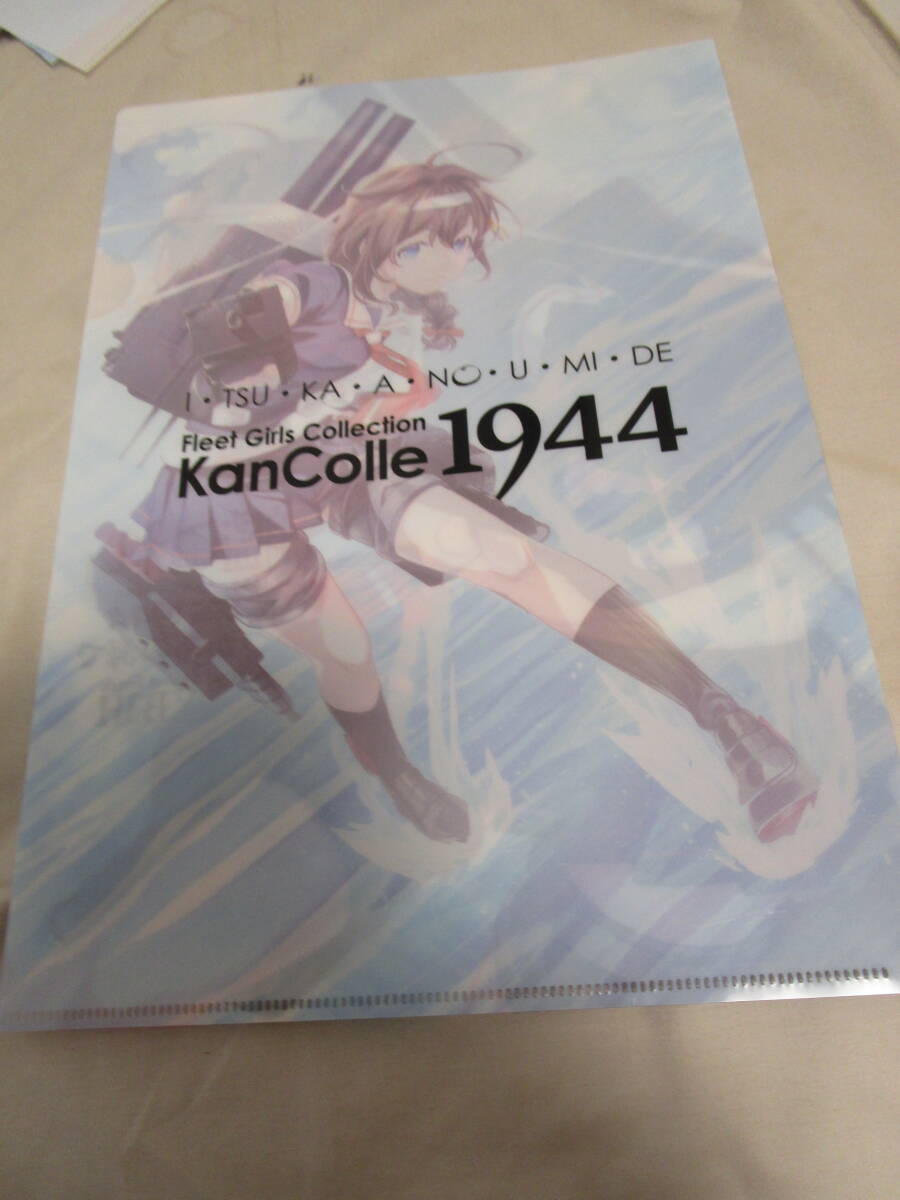 I・TSU・KA・A・NO・U・MI・DE
Fleet Girls Collection
KanColle 1944